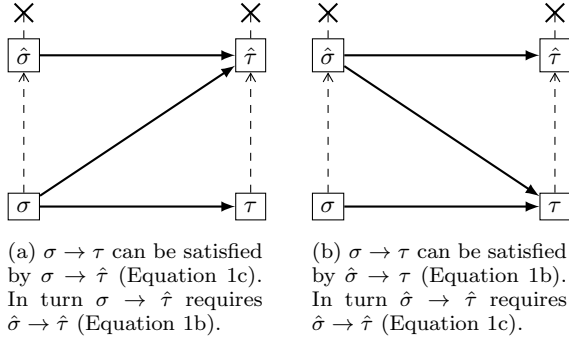 σ̂ τ̂ σ̂ τ̂
σ τ σ τ
(a) σ → τ can be satisfied
by σ → τ̂ (Equation 1c).
In turn σ → τ̂ requires
σ̂ → τ̂ (Equation 1b).
(b) σ → τ can be satisfied
by σ̂ → τ (Equation 1b).
In turn σ̂ → τ̂ requires
σ̂ → τ̂ (Equation 1c).